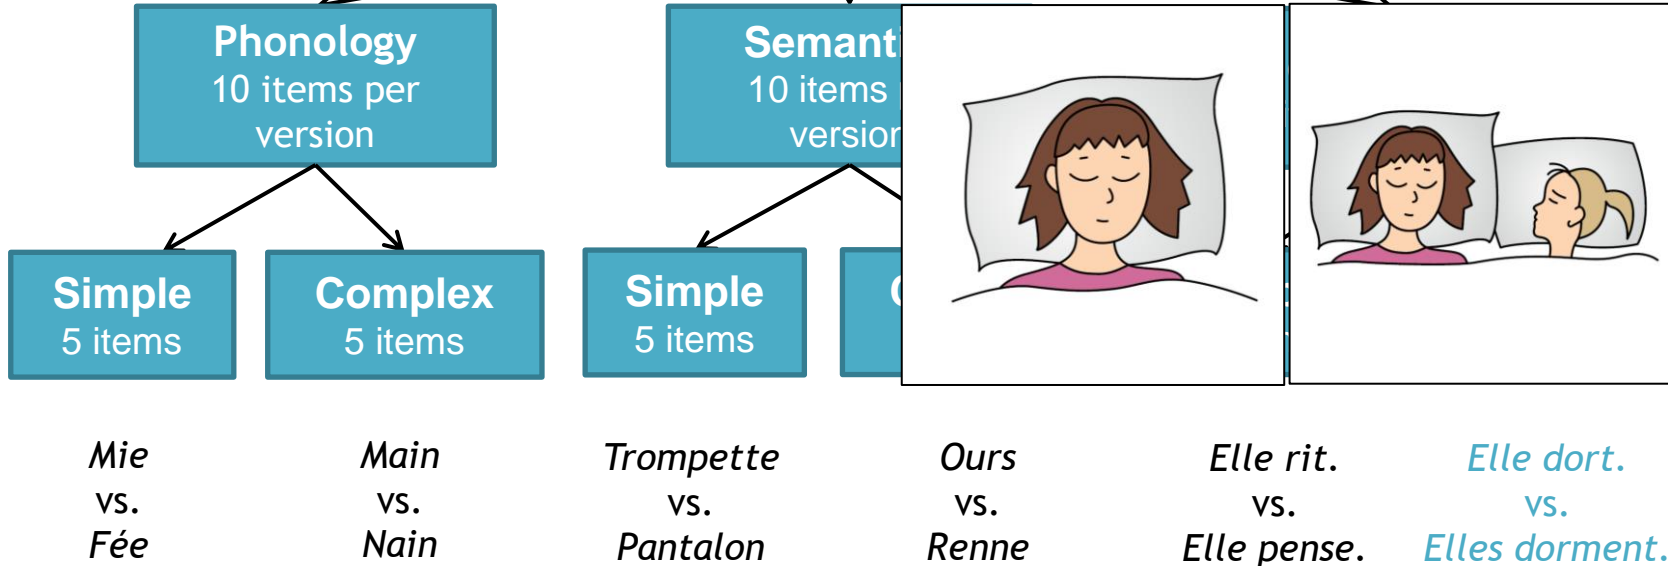 Phonology
10 items per
version
10 items
Simple
5 items
Complex
5 items
Simple
5 items
Mie
vs.
Fée
Main
vs.
Nain
Trompette
vs.
Pantalon
Ours
vs.
Renne
Elle rit.
vs.
Elle pense.
Elle dort.
vs.
Elles dorment.